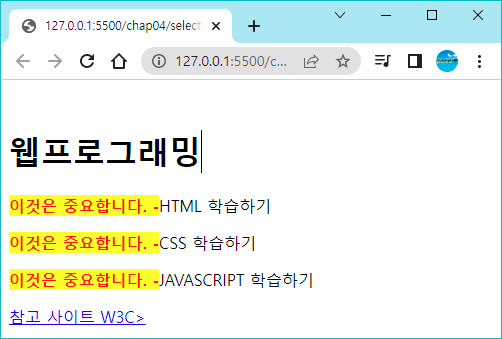 127.0.0.1:5500/chap04/select
127.0.0.1:5500/c...
웹프로그래밍
이것은 중요합니다. -HTML 학습하기
이것은 중요합니다. -CSS 학습하기
이것은 중요합니다. -JAVASCRIPT 학습하기
참고 사이트 W3C>